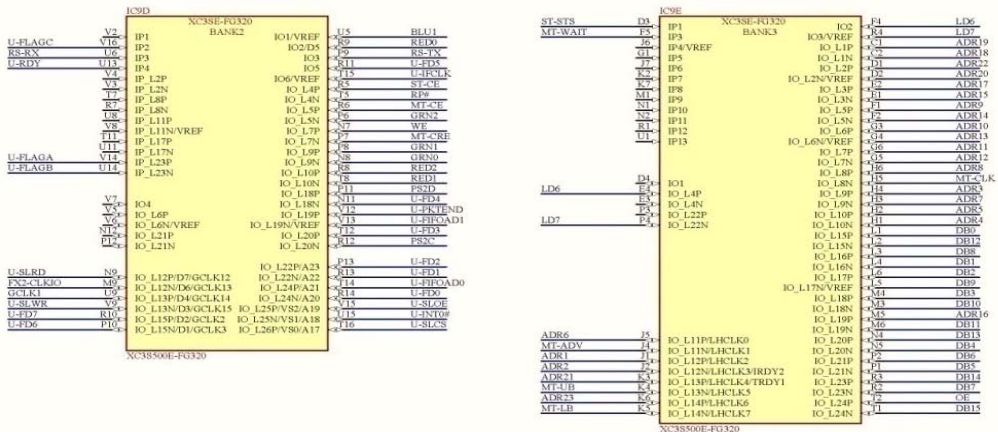 IC9D
XC3SE-FG320
BANK2
V2 IP1 IO1/VREF U5 BLU1
U-FLAGC V16 IP2 IO2/D5 R9 RED0
RS-RX U6 IP3 IO3 P9 RS-TX
U-RDY U13 IP4 IO5 R11 U-FD5
V4 IP_L2P IO6/VREF T15 U-IFCLK
V3 IP_L2N IO_L4P R5 ST-CE
T7 IP_L8P IO_L4N T5 RP#
R7 IP_L8N IO_L5P R6 MT-CE
U8 IP_L11P IO_L5N P6 GRN2
V8 IP_L11N/VREF IO_L7P N7 WE
T11 IP_L17P IO_L7N P7 MT-CRE
U11 IP_L17N IO_L9P P8 GRN1
U-FLAGA V14 IP_L23P IO_L9N N8 GRN0
U-FLAGB U14 IP_L23N IO_L10P R8 RED2
IO_L10N T8 RED1
IO_L18P P11 PS2D
V7 IO4 IO_L18N N11 U-FD4
V5 IO_L6P IO_L19P V12 U-PKTEND
V6 IO_L6N/VREF IO_L19N/VREF V13 U-FIFOAD1
N12 IO_L21P IO_L20P T12 U-FD3
P12 IO_L21N IO_L20N R12 PS2C
IO_L22P/A23 P13 U-FD2
U-SLRD N9 IO_L12P/D7/GCLK12 IO_L22N/A22 R13 U-FD1
FX2-CLKIO M9 IO_L12N/D6/GCLK13 IO_L24P/A21 T14 U-FIFOAD0
GCLK1 U9 IO_L13P/D4/GCLK14 IO_L24N/A20 R14 U-FD0
U-SLWR V9 IO_L13N/D3/GCLK15 IO_L25P/VS2/A19 V15 U-SLOE
U-FD7 R10 IO_L15P/D2/GCLK2 IO_L25N/VS1/A18 U15 U-INT0#
U-FD6 P10 IO_L15N/D1/GCLK3 IO_L26P/VS0/A17 T16 U-SLCS
XC3S500E-FG320
IC9E
XC3SE-FG320
BANK3
ST-STS D3 IP1 IO2 F4 LD6
MT-WAIT F5 IP3 IO3/VREF R4 LD7
J6 IP4/VREF IO_L1P C1 ADR19
G1 IP5 IO_L1N C2 ADR18
J7 IP6 IO_L2P D1 ADR22
K2 IP7 IO_L2N/VREF D2 ADR20
K7 IP8 IO_L3P E2 ADR17
M1 IP9 IO_L3N E1 ADR15
N1 IP10 IO_L5P F1 ADR9
N2 IP11 IO_L5N F2 ADR14
R1 IP12 IO_L6P G3 ADR10
U1 IP13 IO_L6N/VREF G4 ADR13
IO_L7P G6 ADR11
IO_L7N G5 ADR12
IO_L8P H6 ADR8
D4 IO1 IO_L8N H5 MT-CLK
LD6 E4 IO_L4P IO_L9P H4 ADR3
E3 IO_L4N IO_L9N H3 ADR7
P3 IO_L22P IO_L10P H2 ADR5
LD7 P4 IO_L22N IO_L10N H1 ADR4
IO_L15P L1 DB0
IO_L15N L2 DB12
IO_L16P L3 DB8
IO_L16N L4 DB1
IO_L17P L6 DB2
IO_L17N/VREF L5 DB9
IO_L18P M4 DB3
IO_L18N M3 DB10
IO_L19P M5 ADR16
IO_L19N M6 DB11
ADR6 J5 IO_L11P/LHCLK0 IO_L20P N4 DB13
MT-ADV J4 IO_L11N/LHCLK1 IO_L20N N5 DB4
ADR1 J1 IO_L12P/LHCLK2 IO_L21P P2 DB6
ADR2 J2 IO_L12N/LHCLK3/IRDY2 IO_L21N P1 DB5
ADR21 K3 IO_L13P/LHCLK4/TRDY1 IO_L23P R3 DB14
MT-UB K4 IO_L13N/LHCLK5 IO_L23N R2 DB7
ADR23 K6 IO_L14P/LHCLK6 IO_L24P T2 OE
MT-LB K5 IO_L14N/LHCLK7 IO_L24N T1 DB15
XC3S500E-FG320